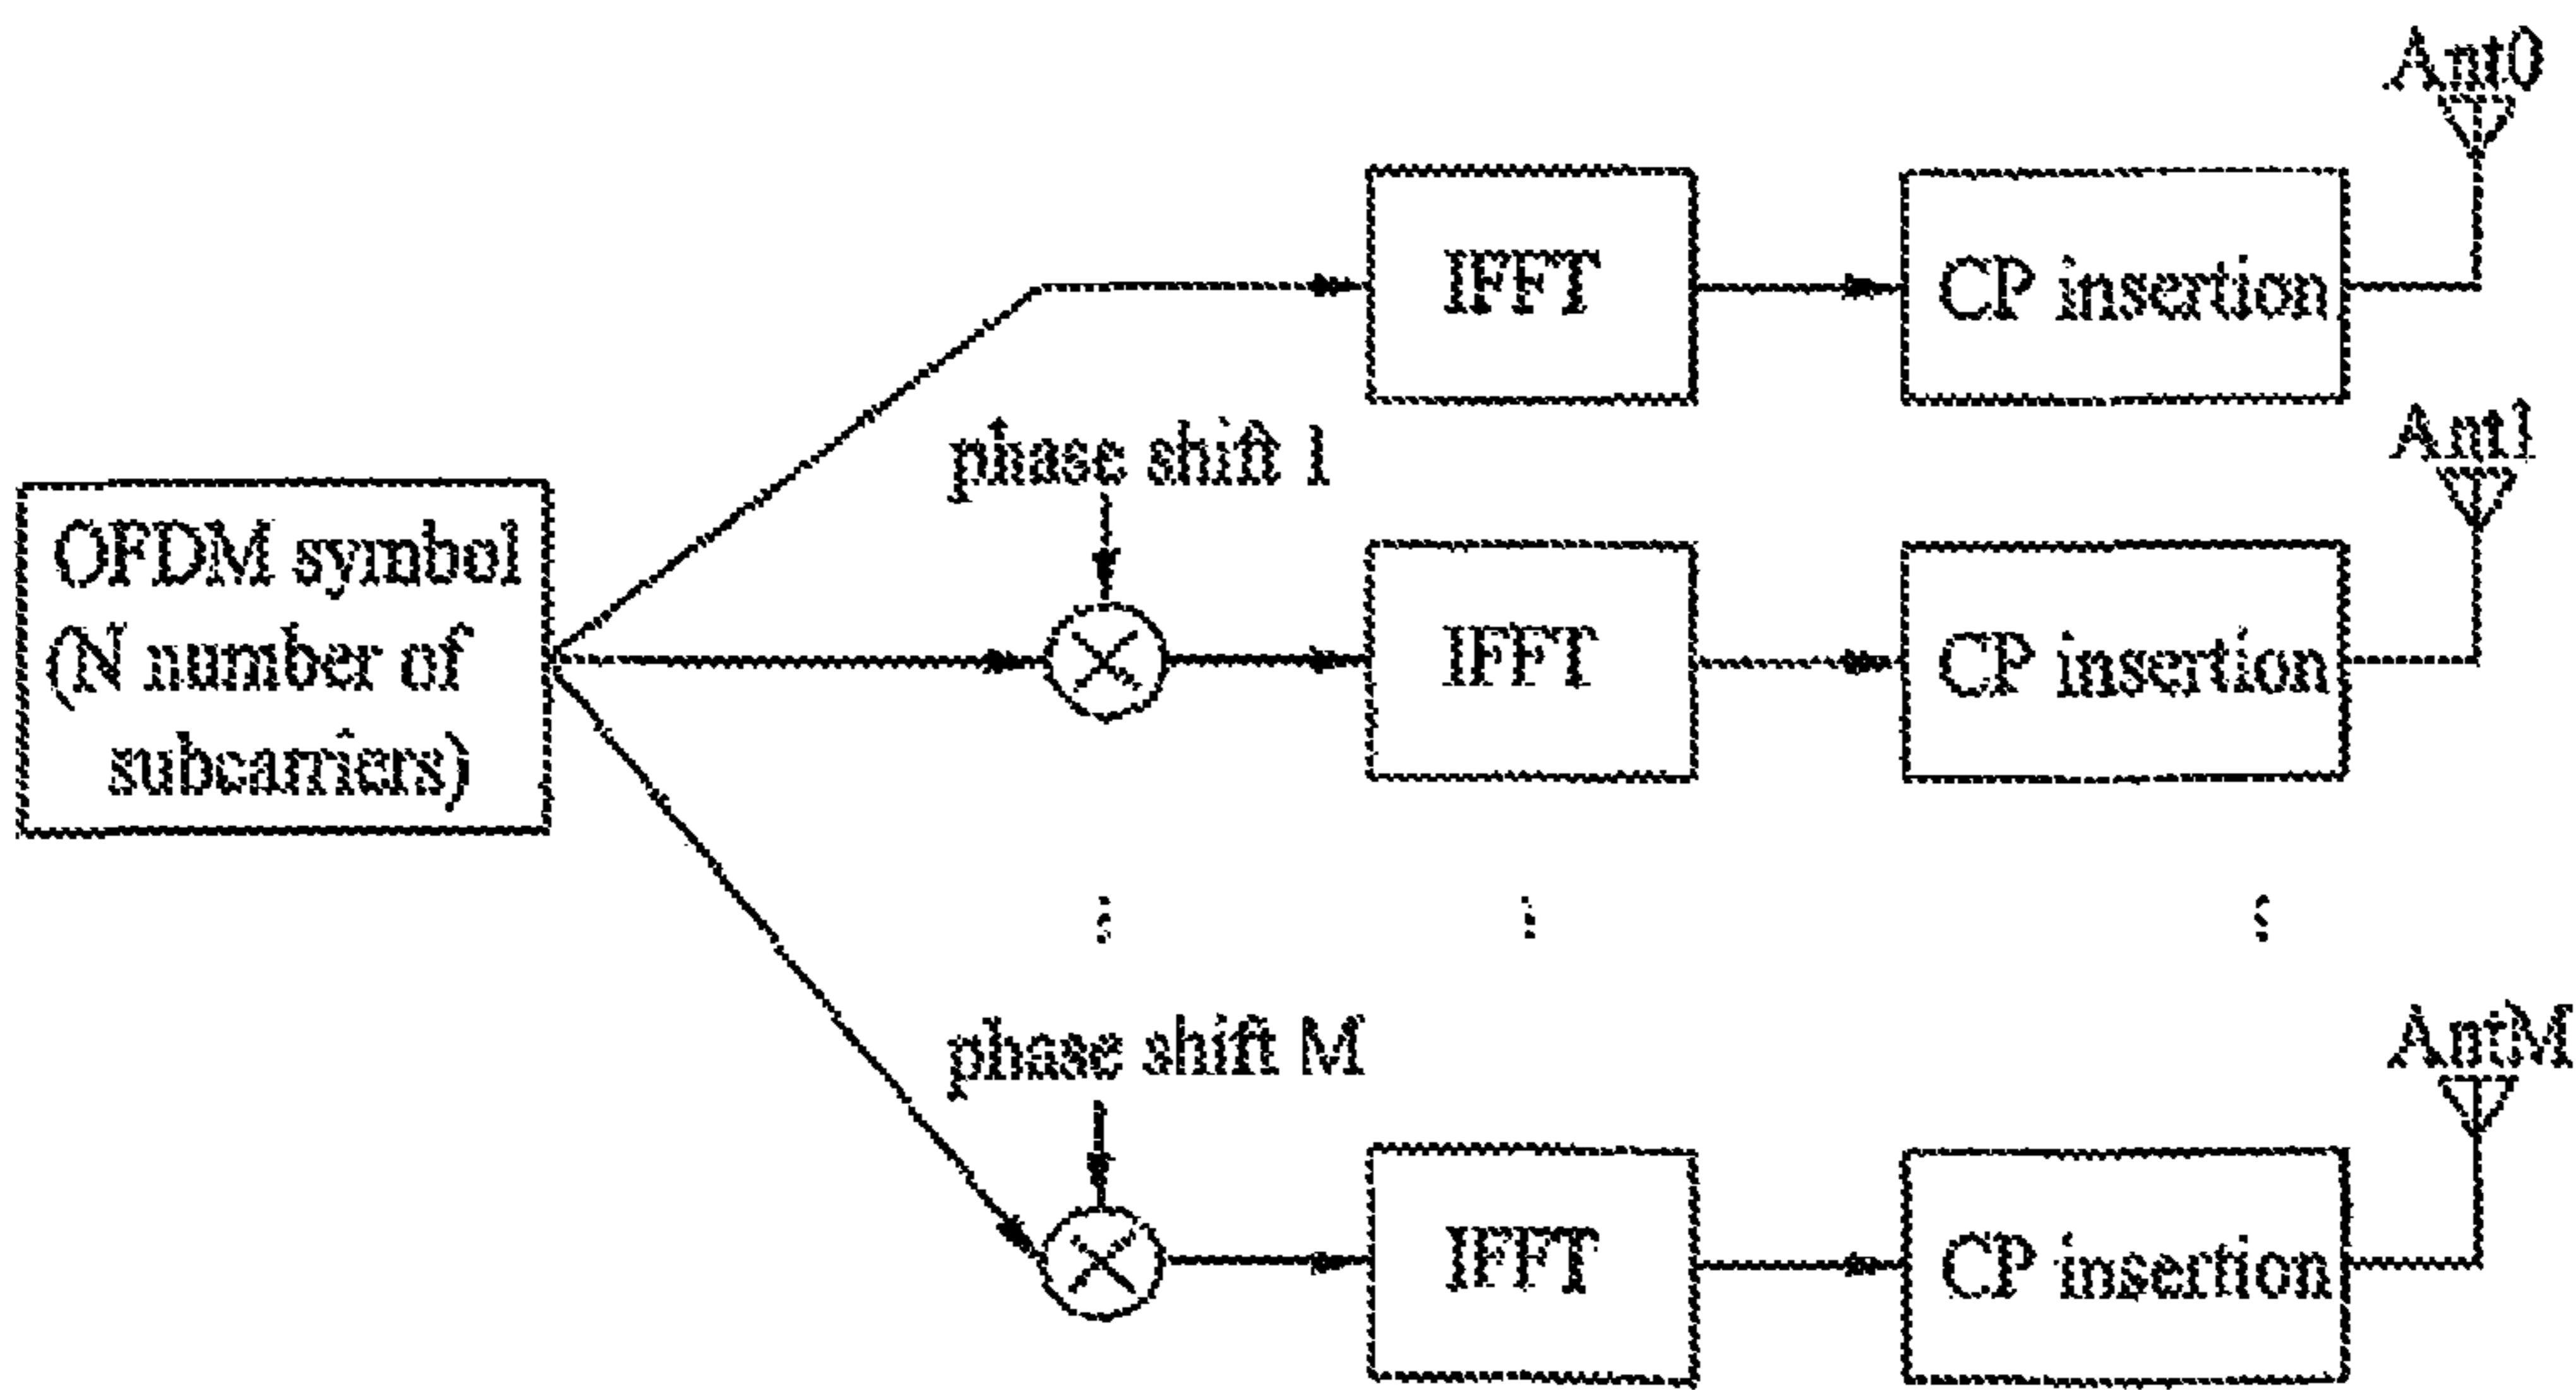 Ant0
IFFT
CP insertion
phase shift 1
Ant1
OFDM symbol
(N number of
subcarriers)
IFFT
CP insertion
phase shift M
AntM
IFFT
CP insertion